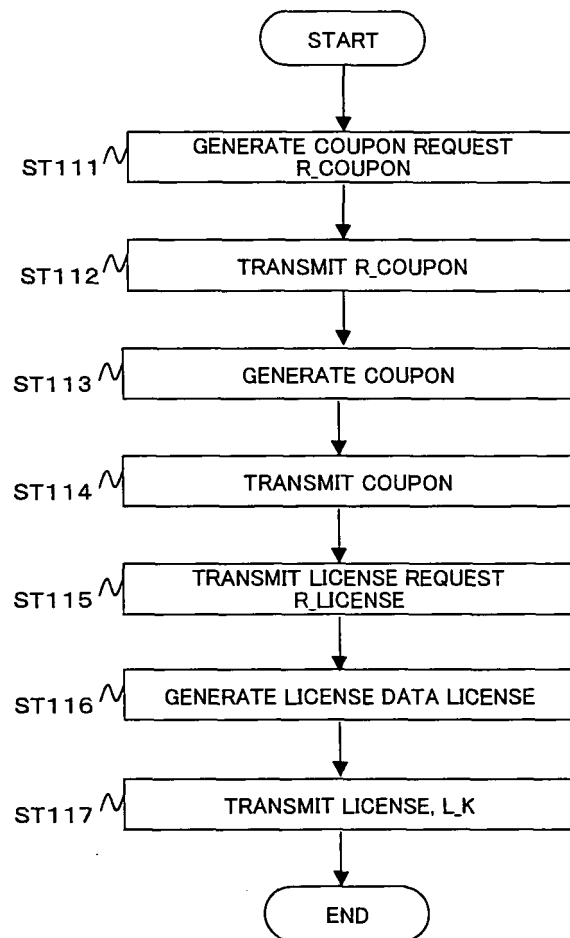 START
ST111
GENERATE COUPON REQUEST
R_COUPON
ST112
TRANSMIT R_COUPON
ST113
GENERATE COUPON
ST114
TRANSMIT COUPON
ST115
TRANSMIT LICENSE REQUEST
R_LICENSE
ST116
GENERATE LICENSE DATA LICENSE
ST117
TRANSMIT LICENSE, L_K
END